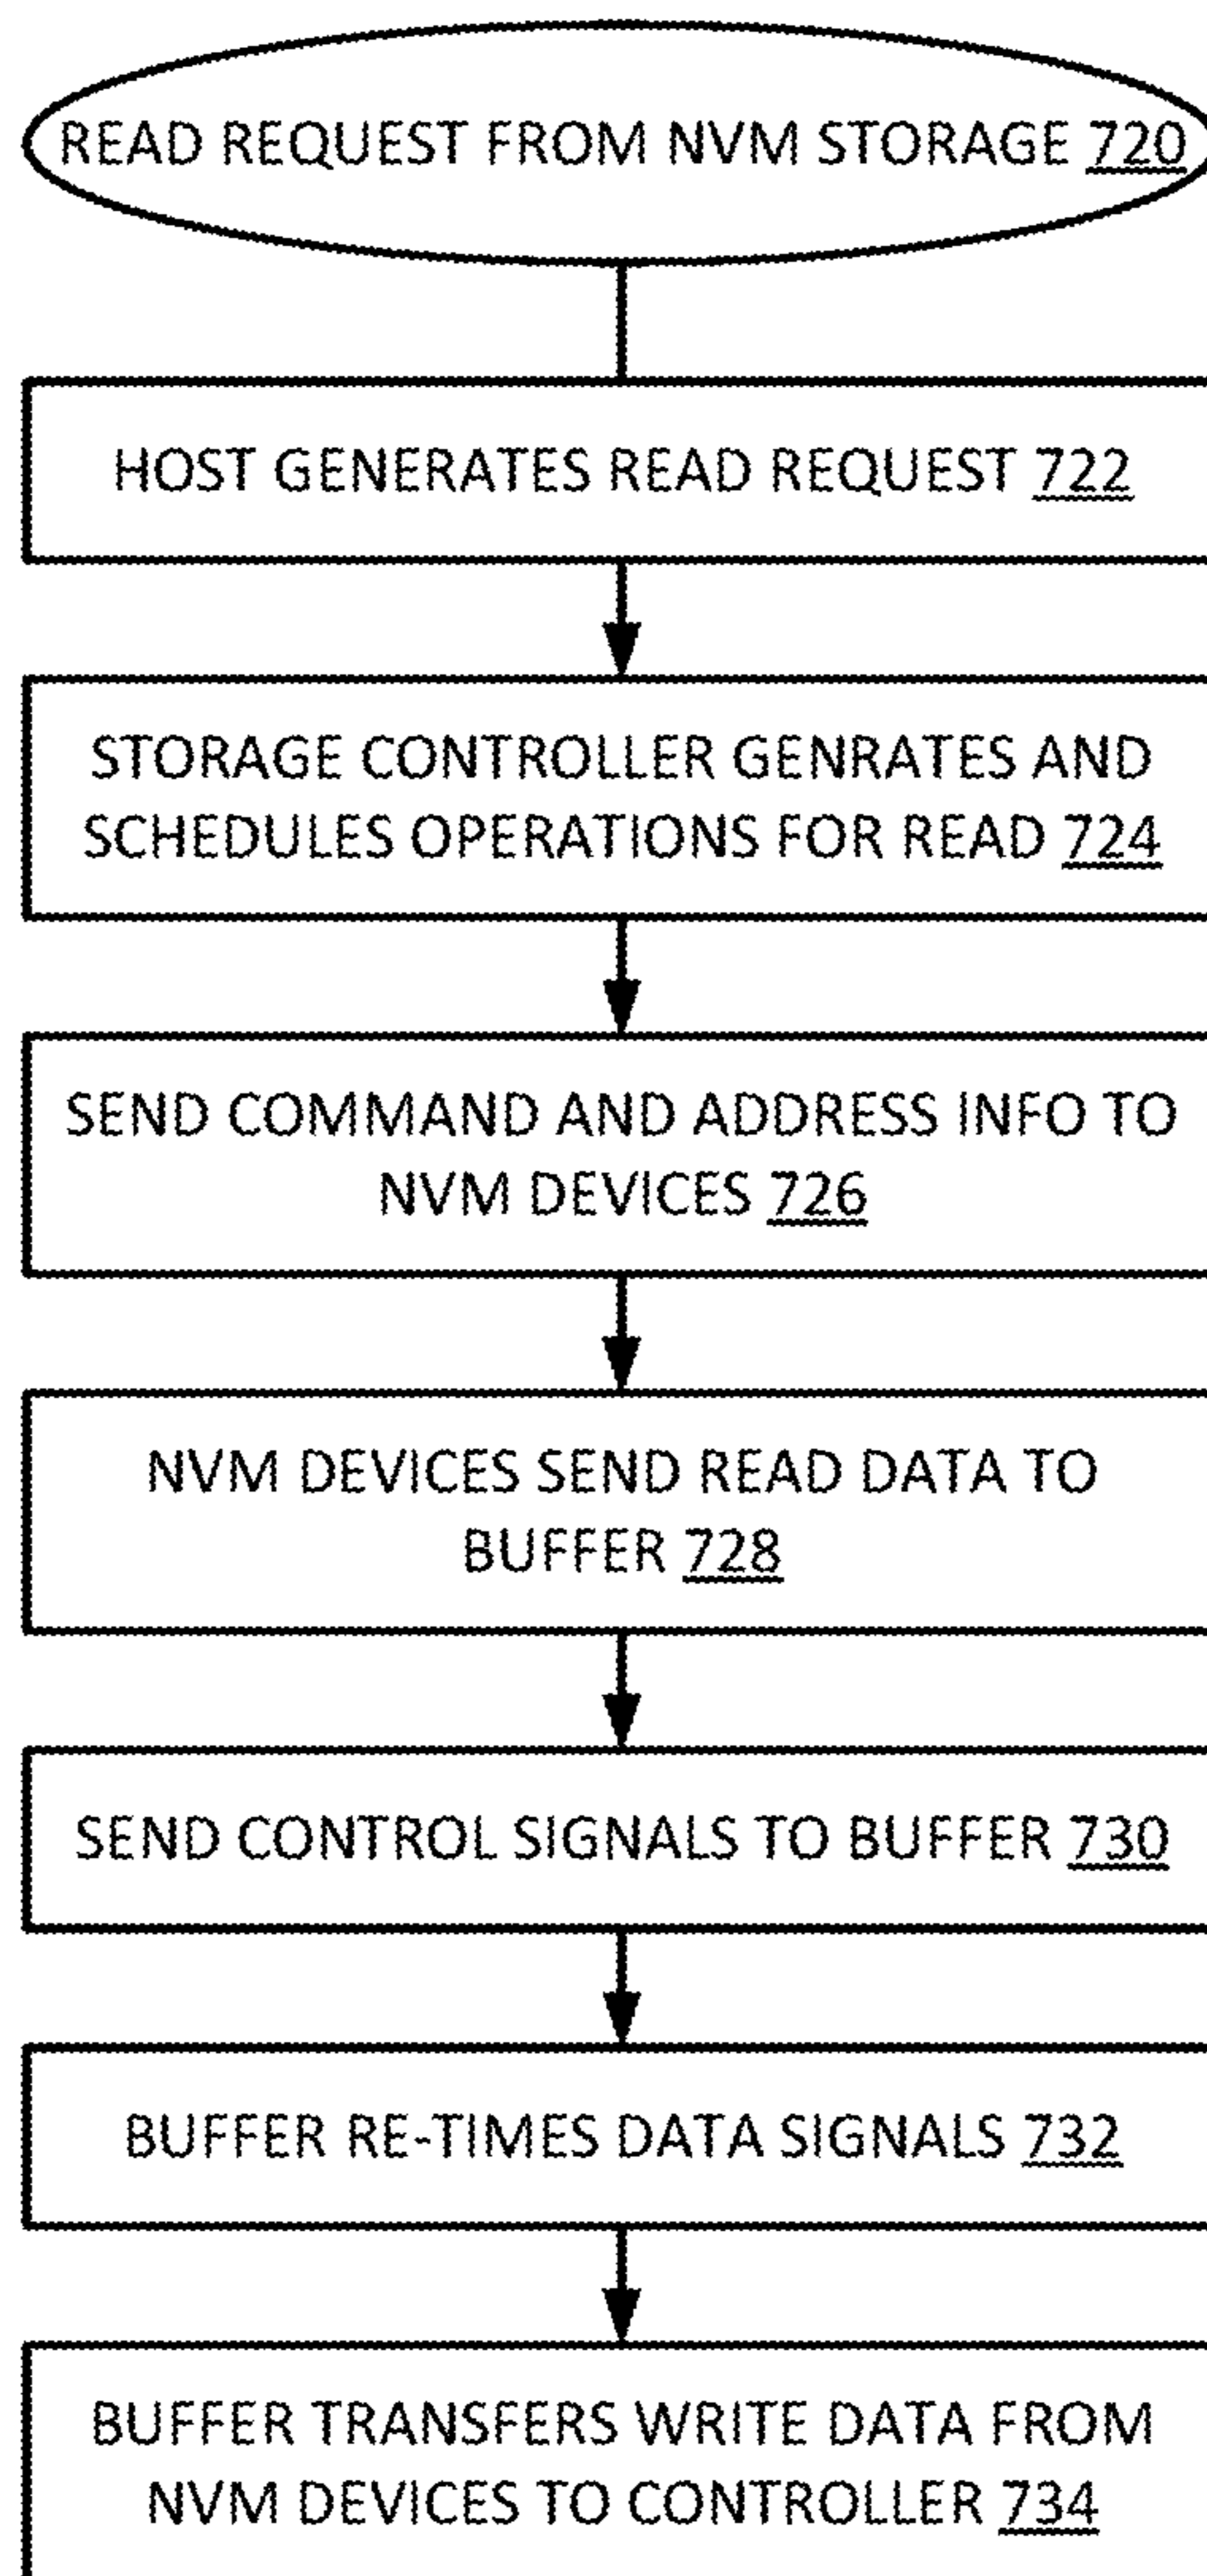 READ REQUEST FROM NVM STORAGE 720
HOST GENERATES READ REQUEST 722
STORAGE CONTROLLER GENRATES AND
SCHEDULES OPERATIONS FOR READ 724
SEND COMMAND AND ADDRESS INFO TO
NVM DEVICES 726
NVM DEVICES SEND READ DATA TO
BUFFER 728
SEND CONTROL SIGNALS TO BUFFER 730
BUFFER RE-TIMES DATA SIGNALS 732
BUFFER TRANSFERS WRITE DATA FROM
NVM DEVICES TO CONTROLLER 734